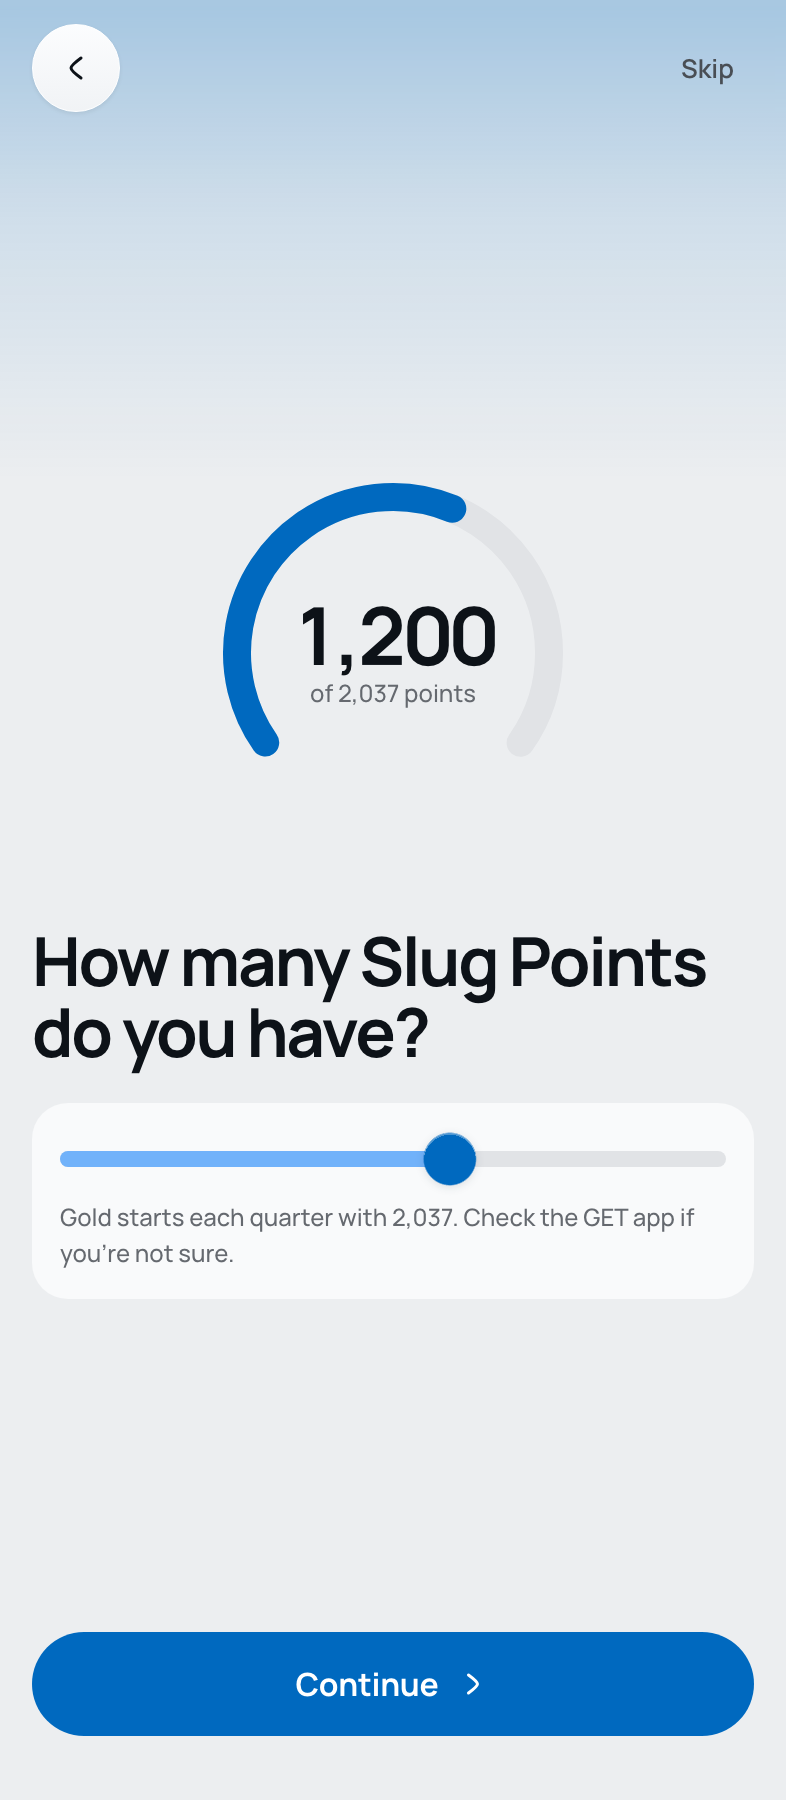 Skip
1,200
of 2,037 points
How many Slug Points
do you have?
Gold starts each quarter with 2,037. Check the GET app if
you're not sure.
Continue